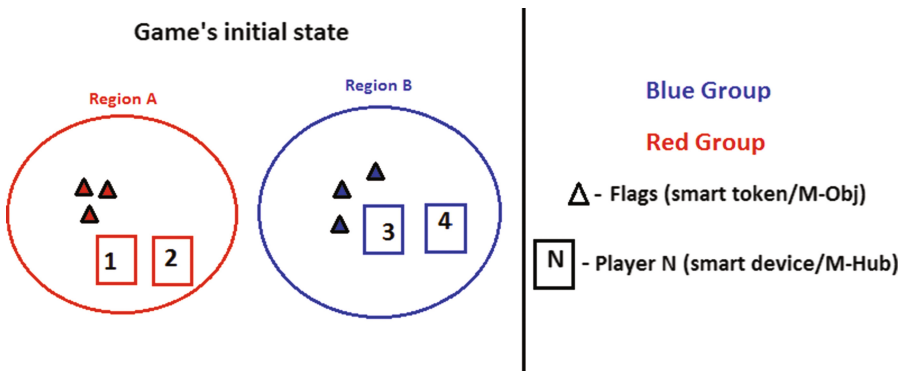 Game's initial state
Region A
Region B
1
2
3
4
Blue Group
Red Group
- Flags (smart token/M-Obj)
N - Player N (smart device/M-Hub)